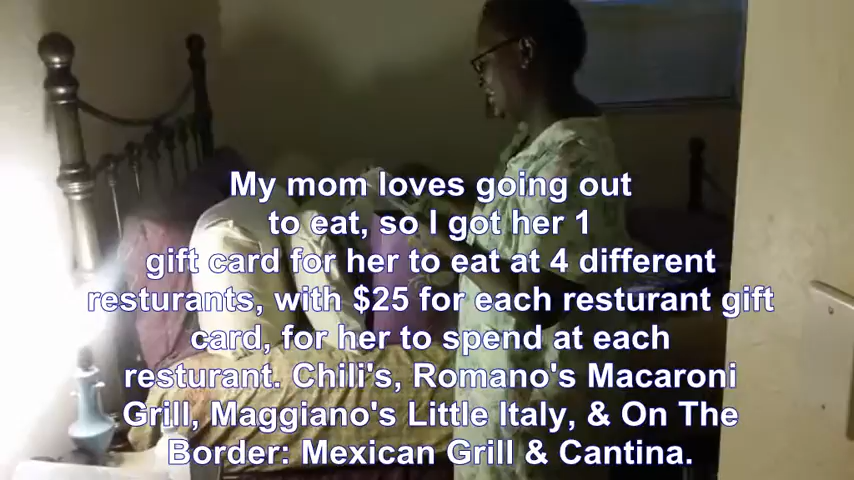 My mom loves going out
to eat, so I got her 1
gift card for her to eat at 4 different
resturants, with $25 for each resturant gift
card, for her to spend at each
resturant. Chili's, Romano's Macaroni
Grill, Maggiano's Little Italy, & On The
Border: Mexican Grill & Cantina.